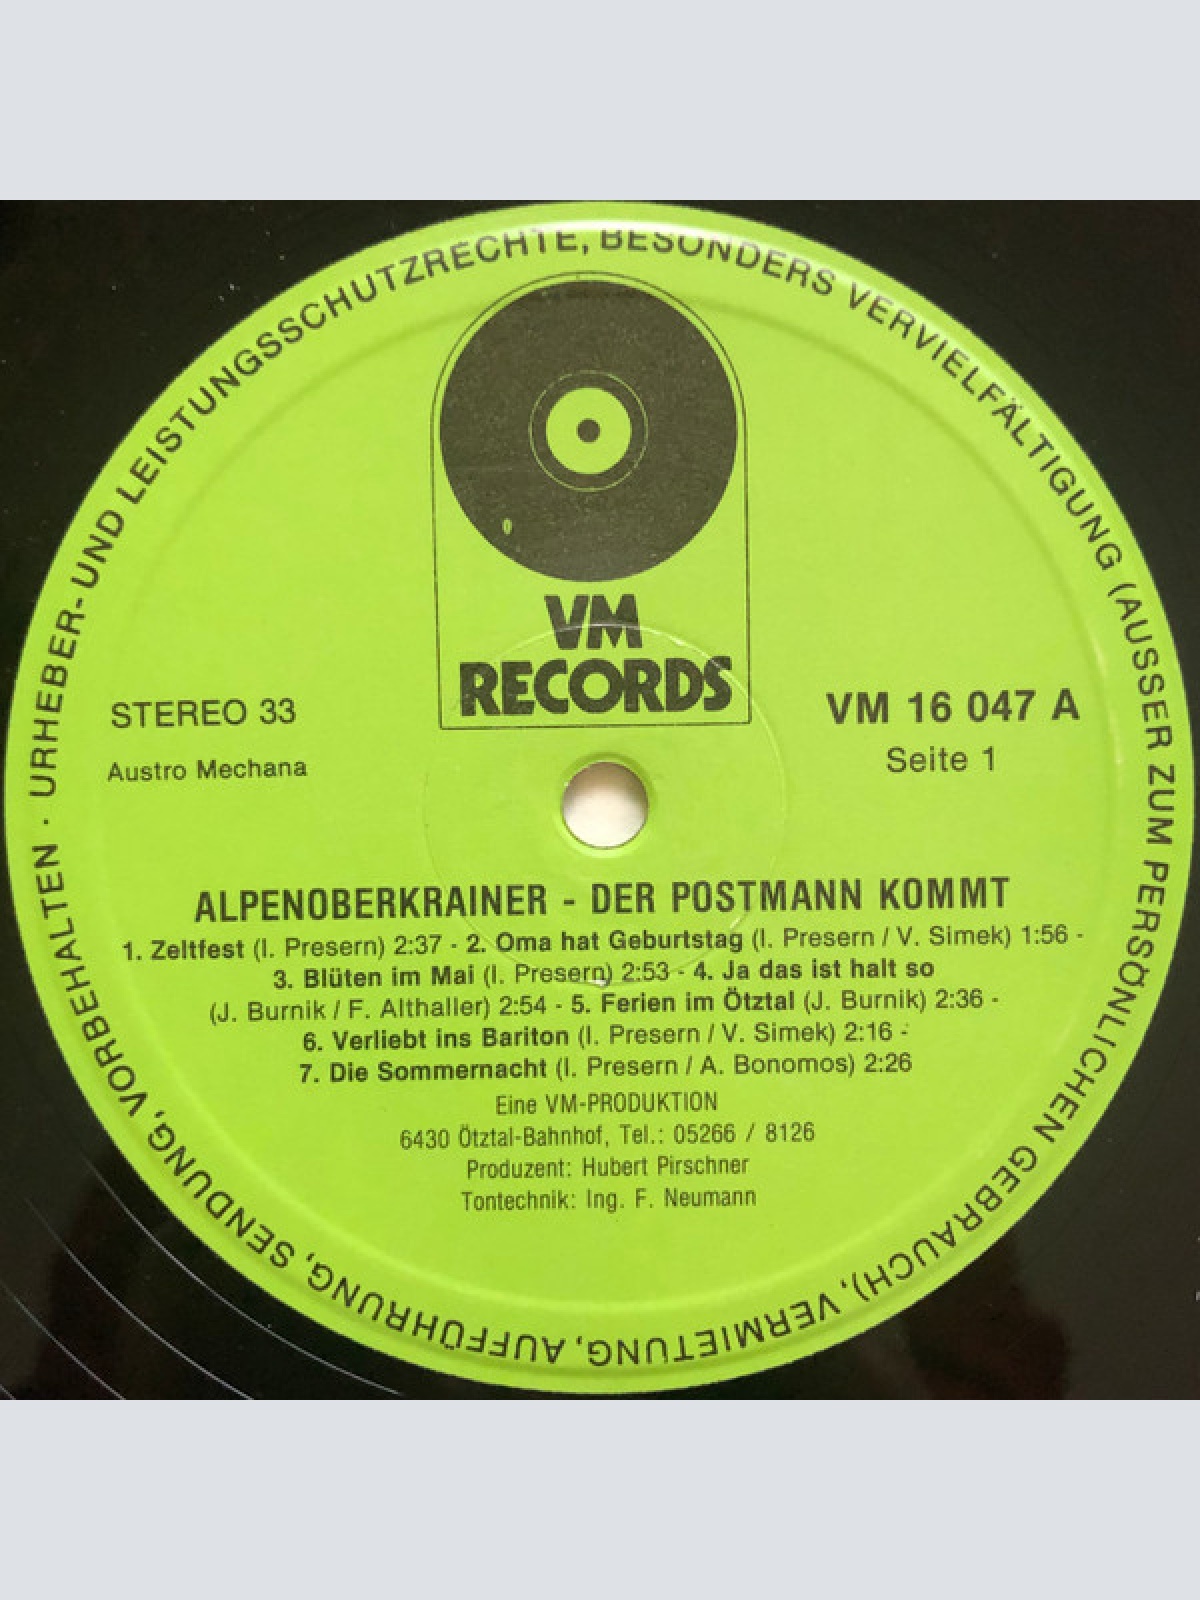 URHEBER- UND LEISTUNGSSCHUTZRECHTE, BESONDERS VERVIELFÄLTIGUNG (AUSSER ZUM PERSÖNLICHEN GEBRAUCH), VERMIETUNG, AUFFÜHRUNG, SENDUNG, VORBEHALTEN ·
VM
RECORDS
STEREO 33
Austro Mechana
VM 16 047 A
Seite 1
ALPENOBERKRAINER - DER POSTMANN KOMMT
1. Zeltfest (I. Presern) 2:37 - 2. Oma hat Geburtstag (I. Presern / V. Simek) 1:56 -
3. Blüten im Mai (I. Presern) 2:53 - 4. Ja das ist halt so
(J. Burnik / F. Althaller) 2:54 - 5. Ferien im Ötztal (J. Burnik) 2:36 -
6. Verliebt ins Bariton (I. Presern / V. Simek) 2:16 -
7. Die Sommernacht (I. Presern / A. Bonomos) 2:26
Eine VM-PRODUKTION
6430 Ötztal-Bahnhof, Tel.: 05266 / 8126
Produzent: Hubert Pirschner
Tontechnik: Ing. F. Neumann